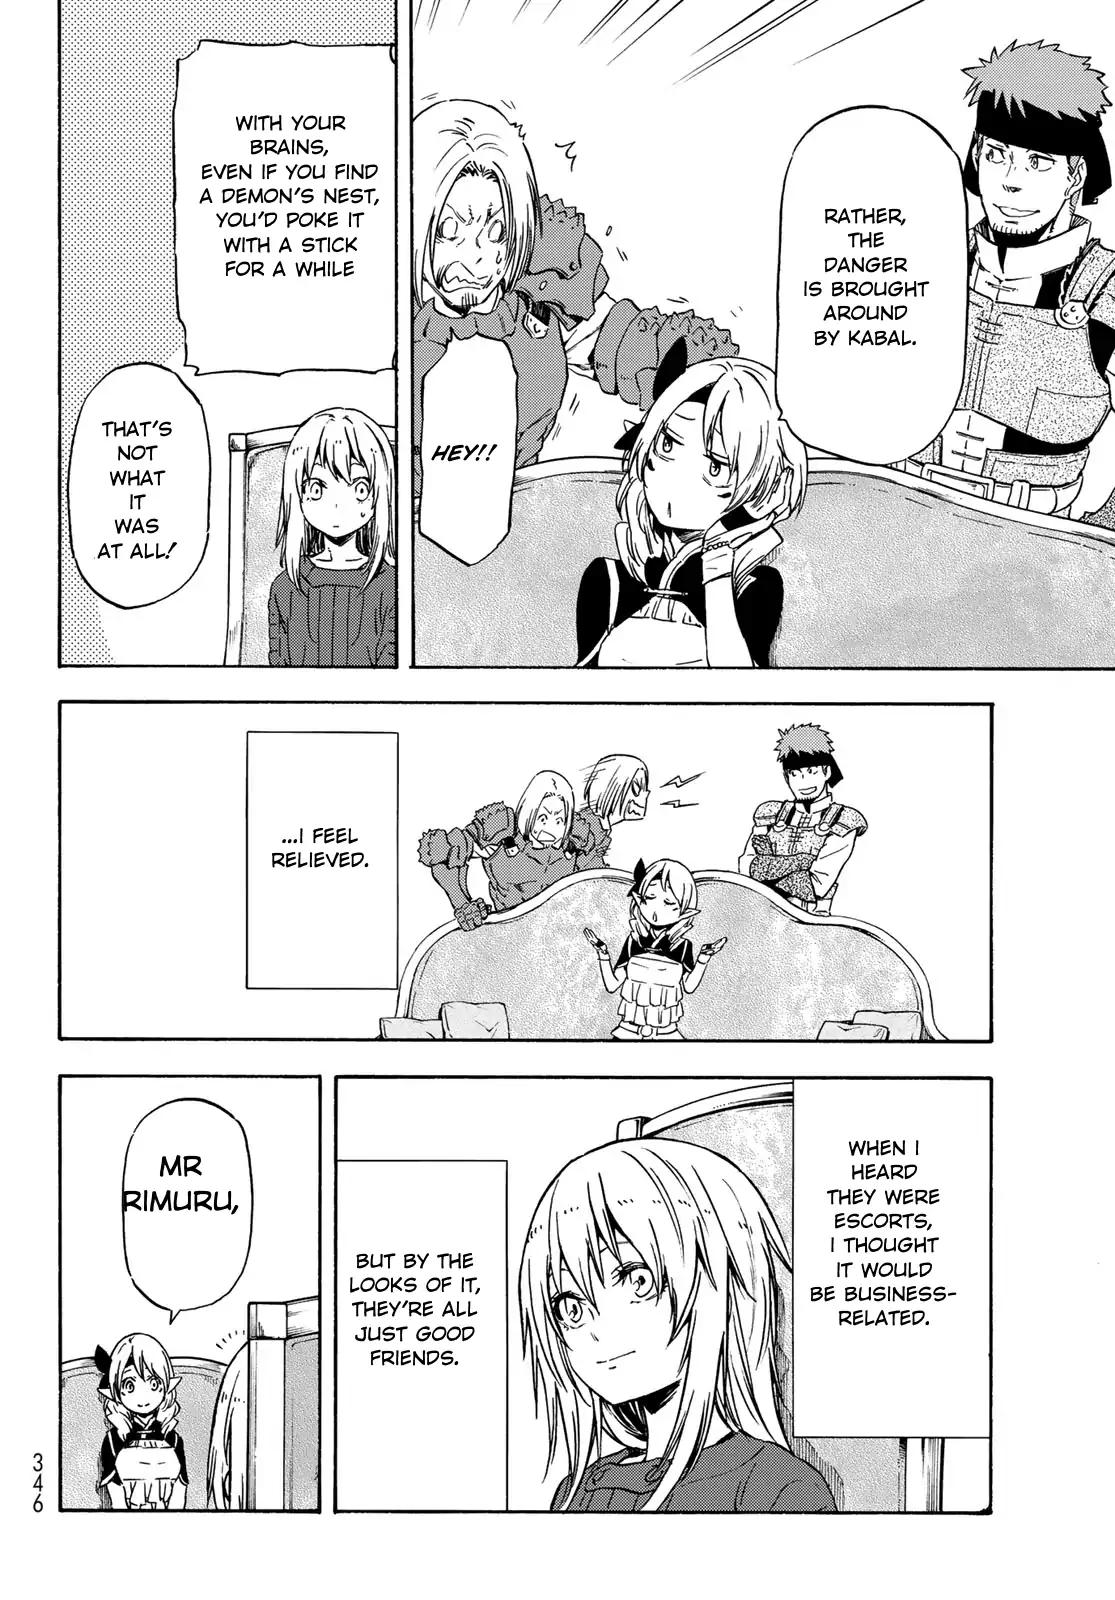 RATHER,
THE
DANGER
IS BROUGHT
AROUND
BY KABAL.
HEY!!
WITH YOUR
BRAINS,
EVEN IF YOU FIND
A DEMON'S NEST,
YOU'D POKE IT
WITH A STICK
FOR A WHILE
THAT'S
NOT
WHAT
IT
WAS
AT ALL!
...I FEEL
RELIEVED.
WHEN I
HEARD
THEY WERE
ESCORTS,
I THOUGHT
IT WOULD
BE BUSINESS-
RELATED.
BUT BY THE
LOOKS OF IT,
THEY'RE ALL
JUST GOOD
FRIENDS.
MR
RIMURU,
346